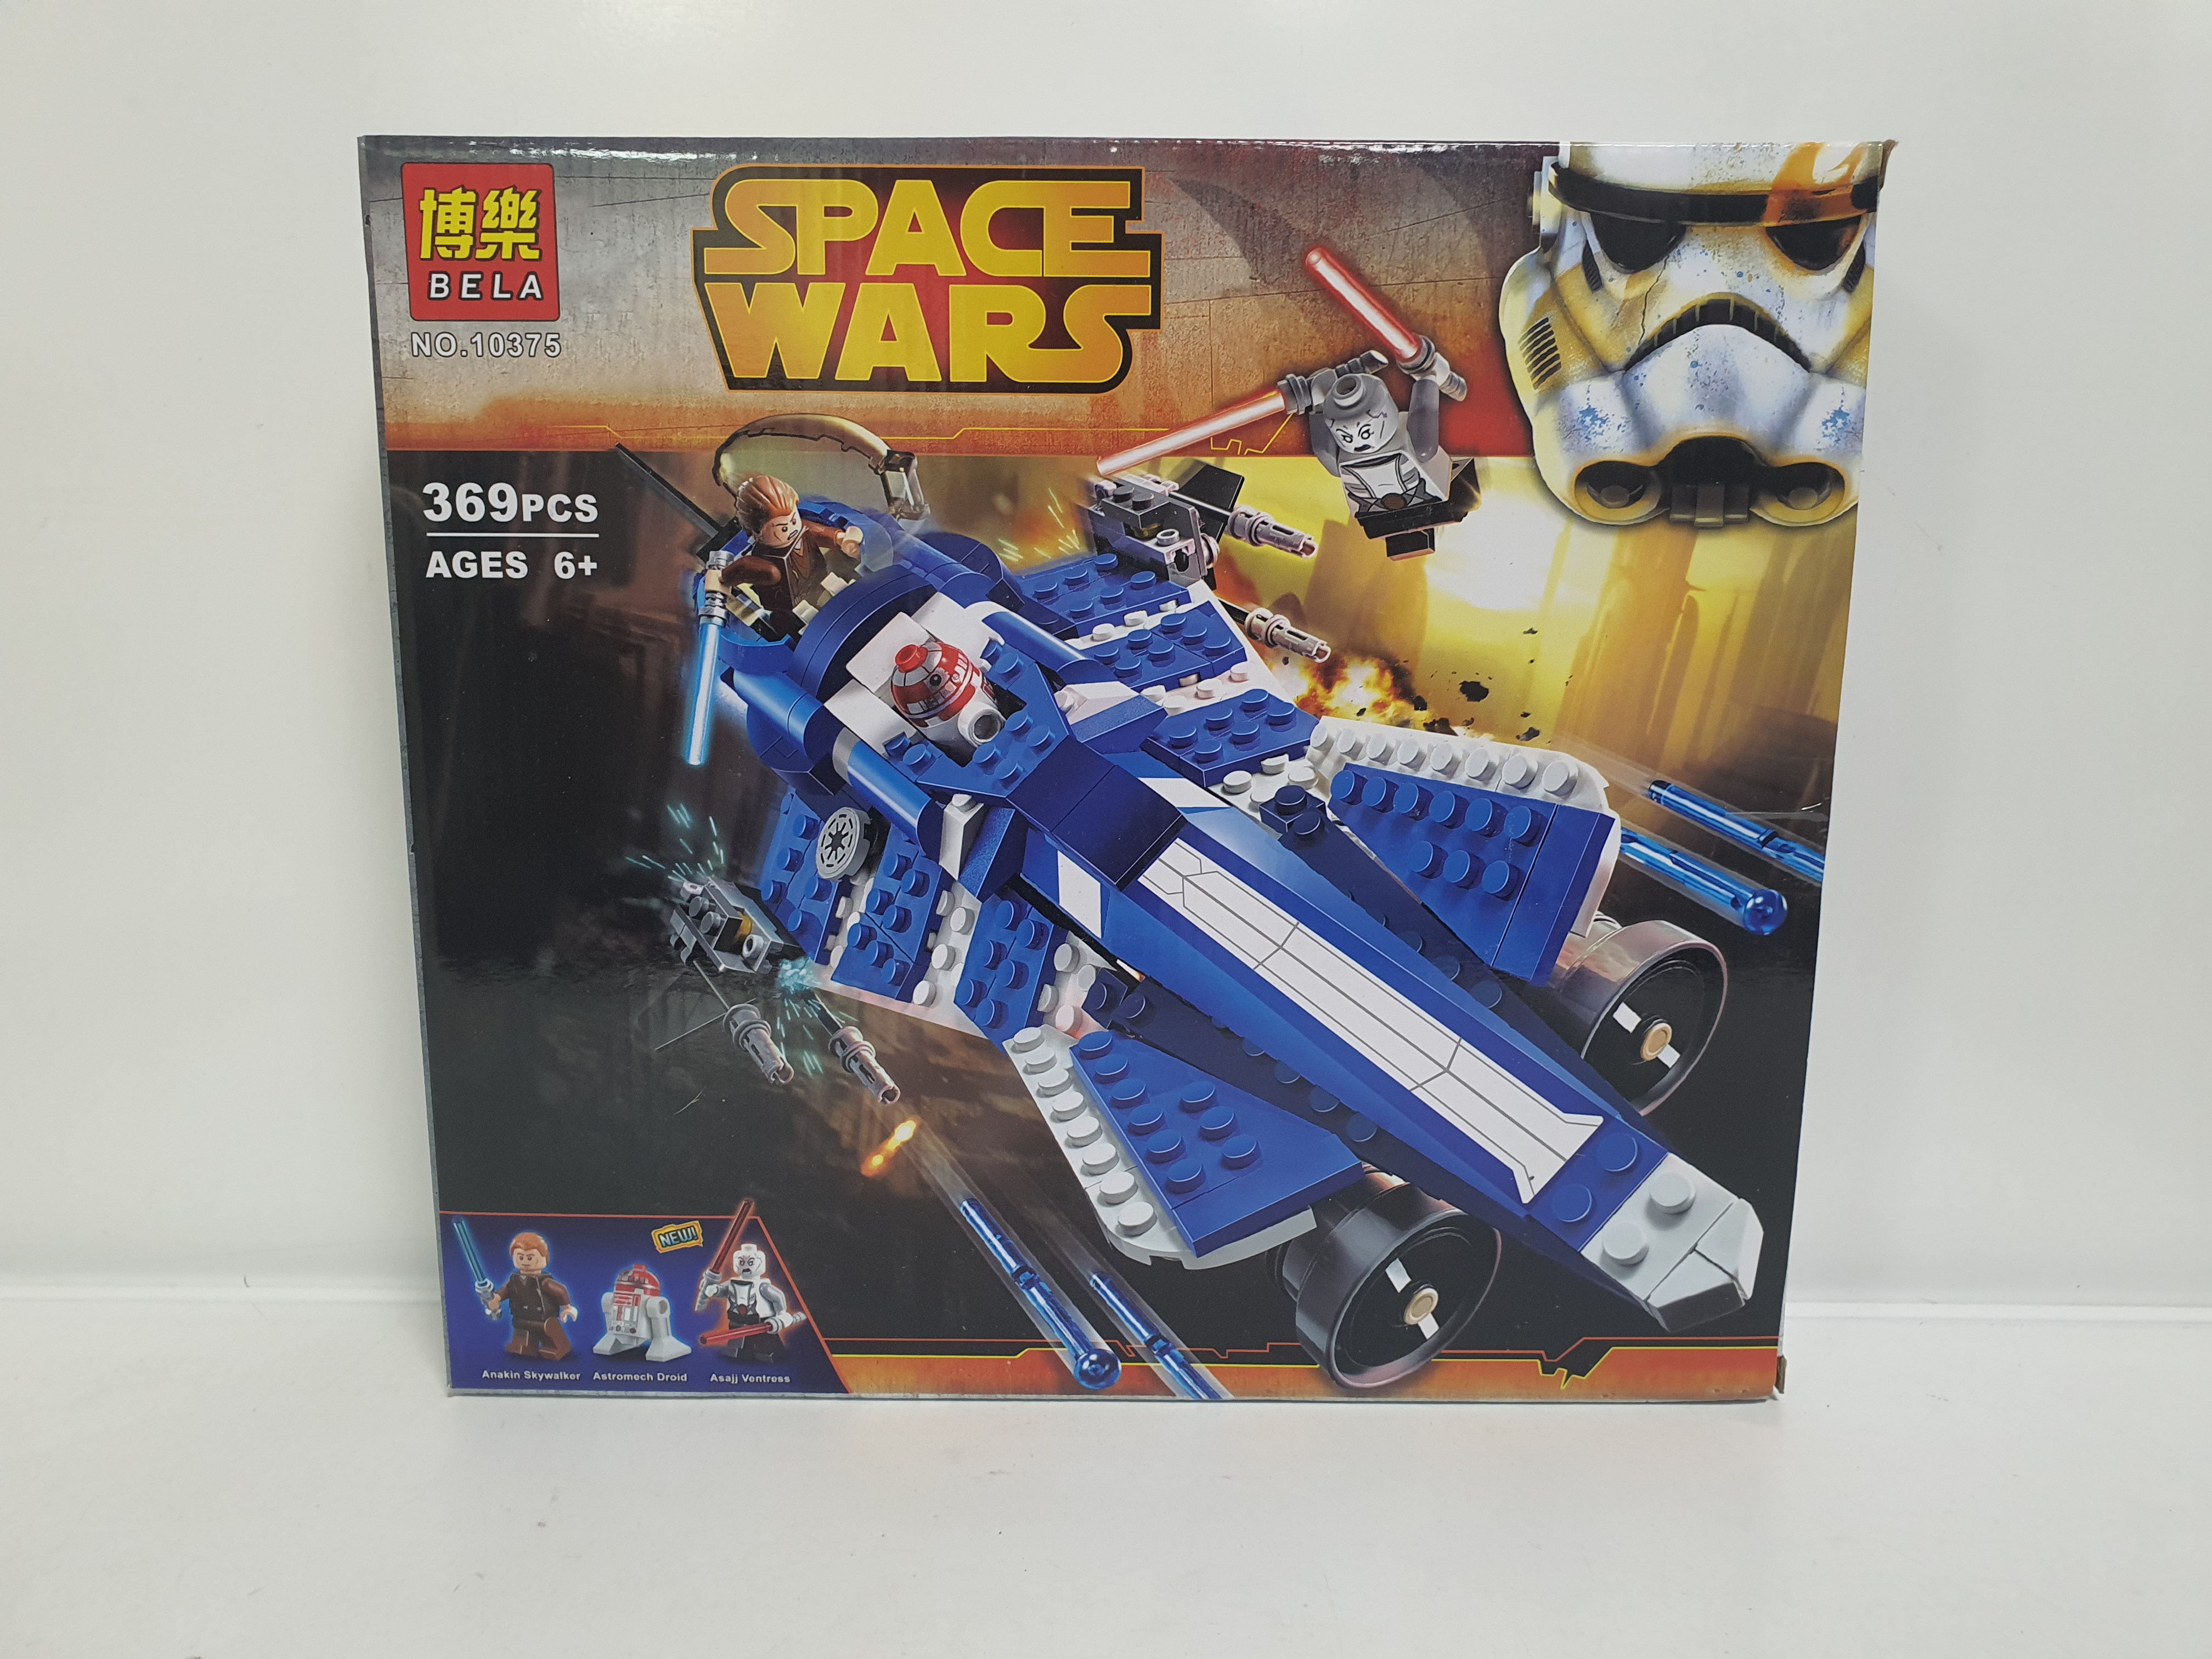 博樂
BELA
NO.10375
SPACE
WARS
369PCS
AGES 6+
NEW!
Anakin Skywalker
Astromech Droid
Asajj Ventress